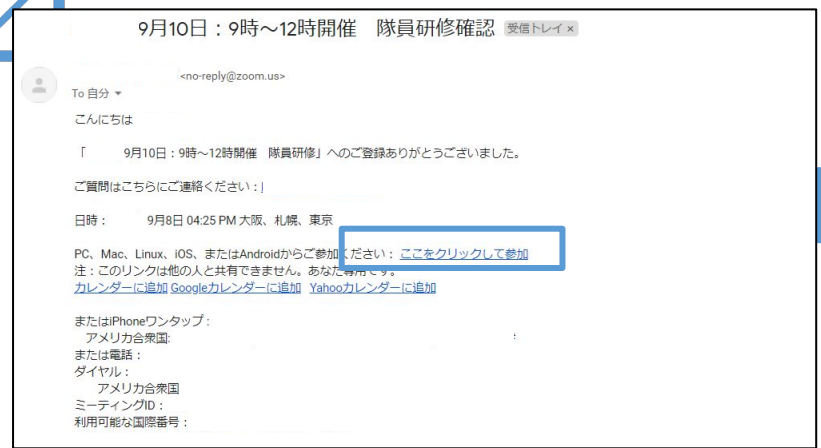 9月10日：9時～12時開催　隊員研修確認 受信トレイ ×
<no-reply@zoom.us>
To 自分
こんにちは
「　　9月10日：9時～12時開催　隊員研修」へのご登録ありがとうございました。
ご質問はこちらにご連絡ください：
日時：　　9月8日 04:25 PM 大阪、札幌、東京
PC、Mac、Linux、iOS、またはAndroidからご参加ください： ここをクリックして参加
注：このリンクは他の人と共有できません。あなた専用です。
カレンダーに追加 Googleカレンダーに追加 Yahooカレンダーに追加
またはiPhoneワンタップ：
アメリカ合衆国:
または電話：
ダイヤル：
アメリカ合衆国
ミーティングID：
利用可能な国際番号：